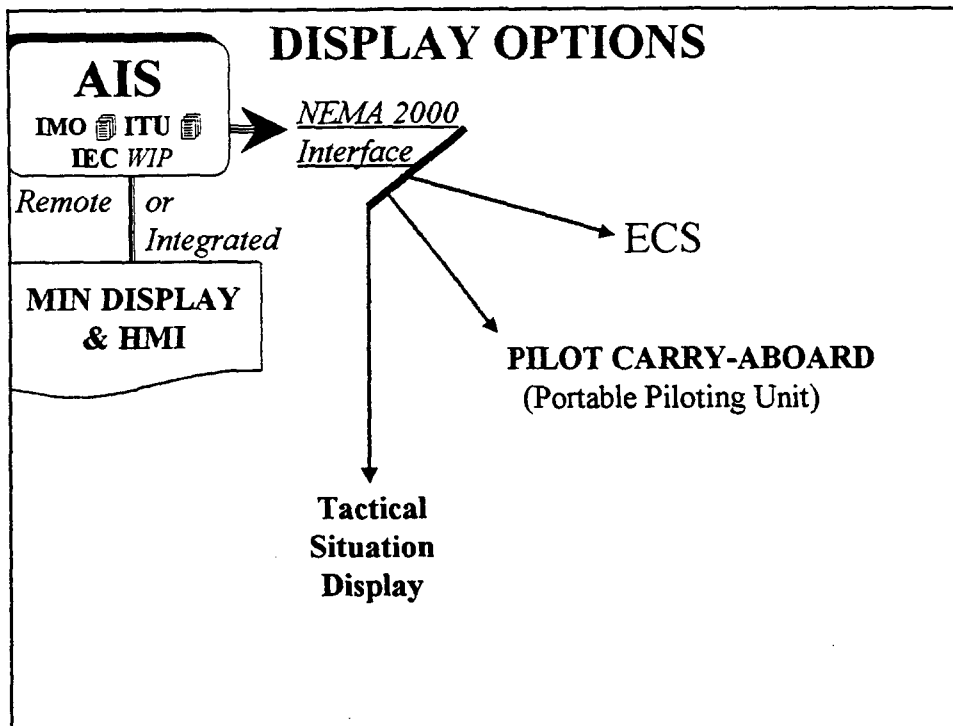 DISPLAY OPTIONS
AIS
IMO ITU
IEC WIP
NEMA 2000
Interface
Remote or
Integrated
MIN DISPLAY
& HMI
ECS
PILOT CARRY-ABOARD
(Portable Piloting Unit)
Tactical
Situation
Display